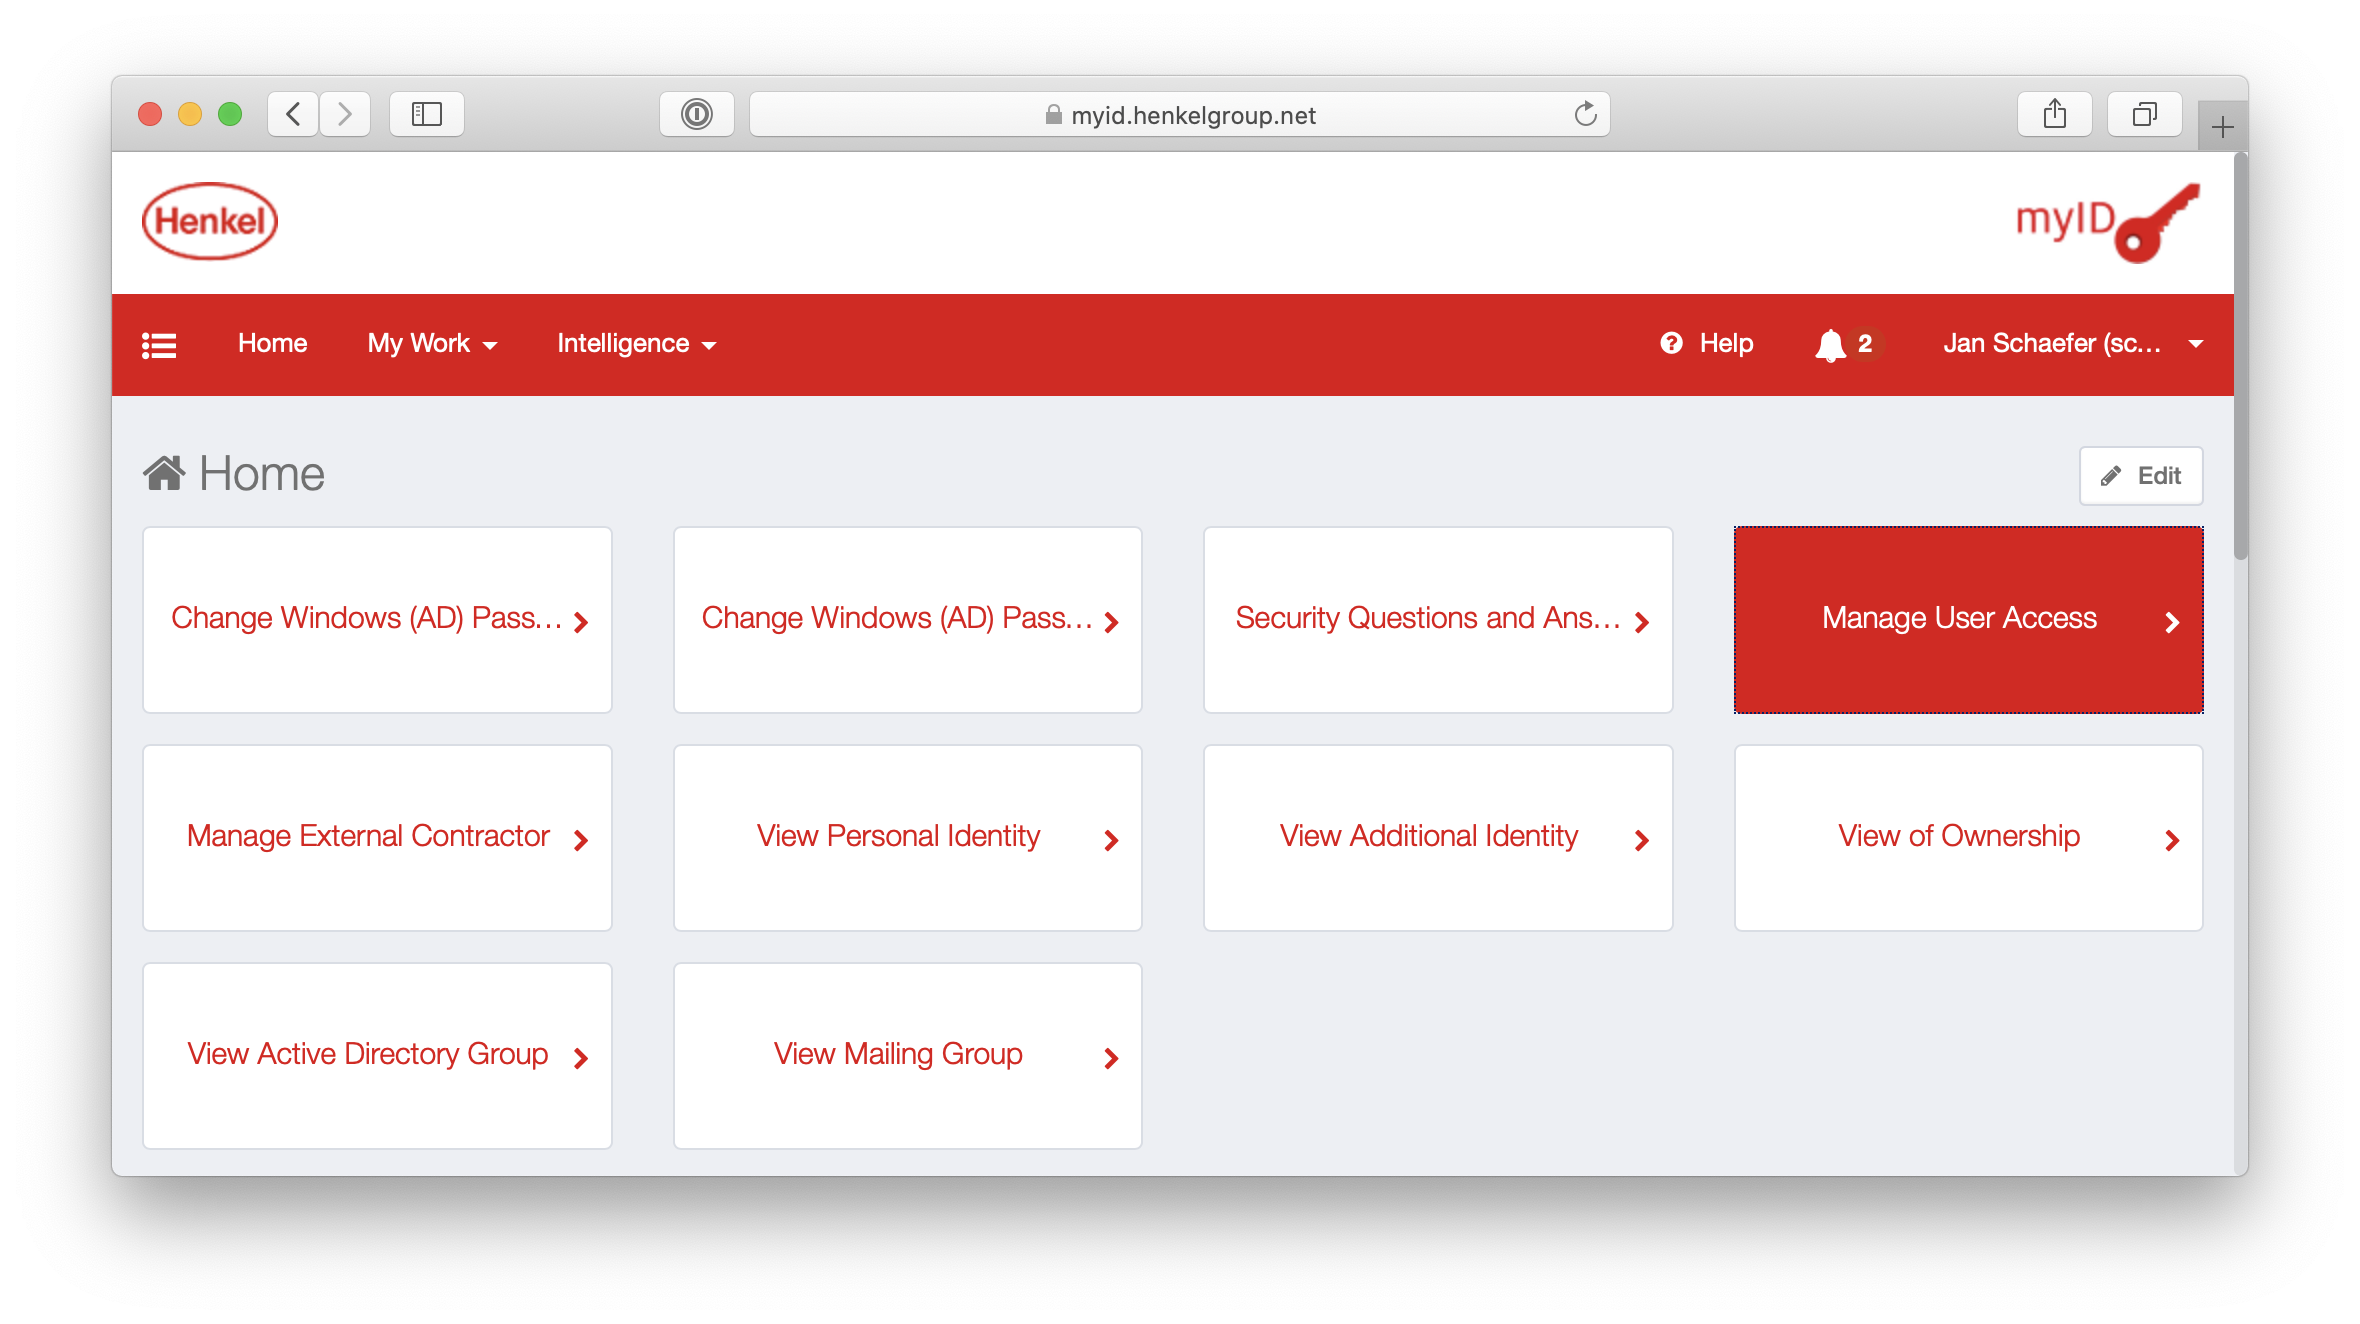 myid.henkelgroup.net
Henkel
myID
Home
My Work
Intelligence
Help
2
Jan Schaefer (sc...
Home
Edit
Change Windows (AD) Pass...
Change Windows (AD) Pass...
Security Questions and Ans...
Manage User Access
Manage External Contractor
View Personal Identity
View Additional Identity
View of Ownership
View Active Directory Group
View Mailing Group